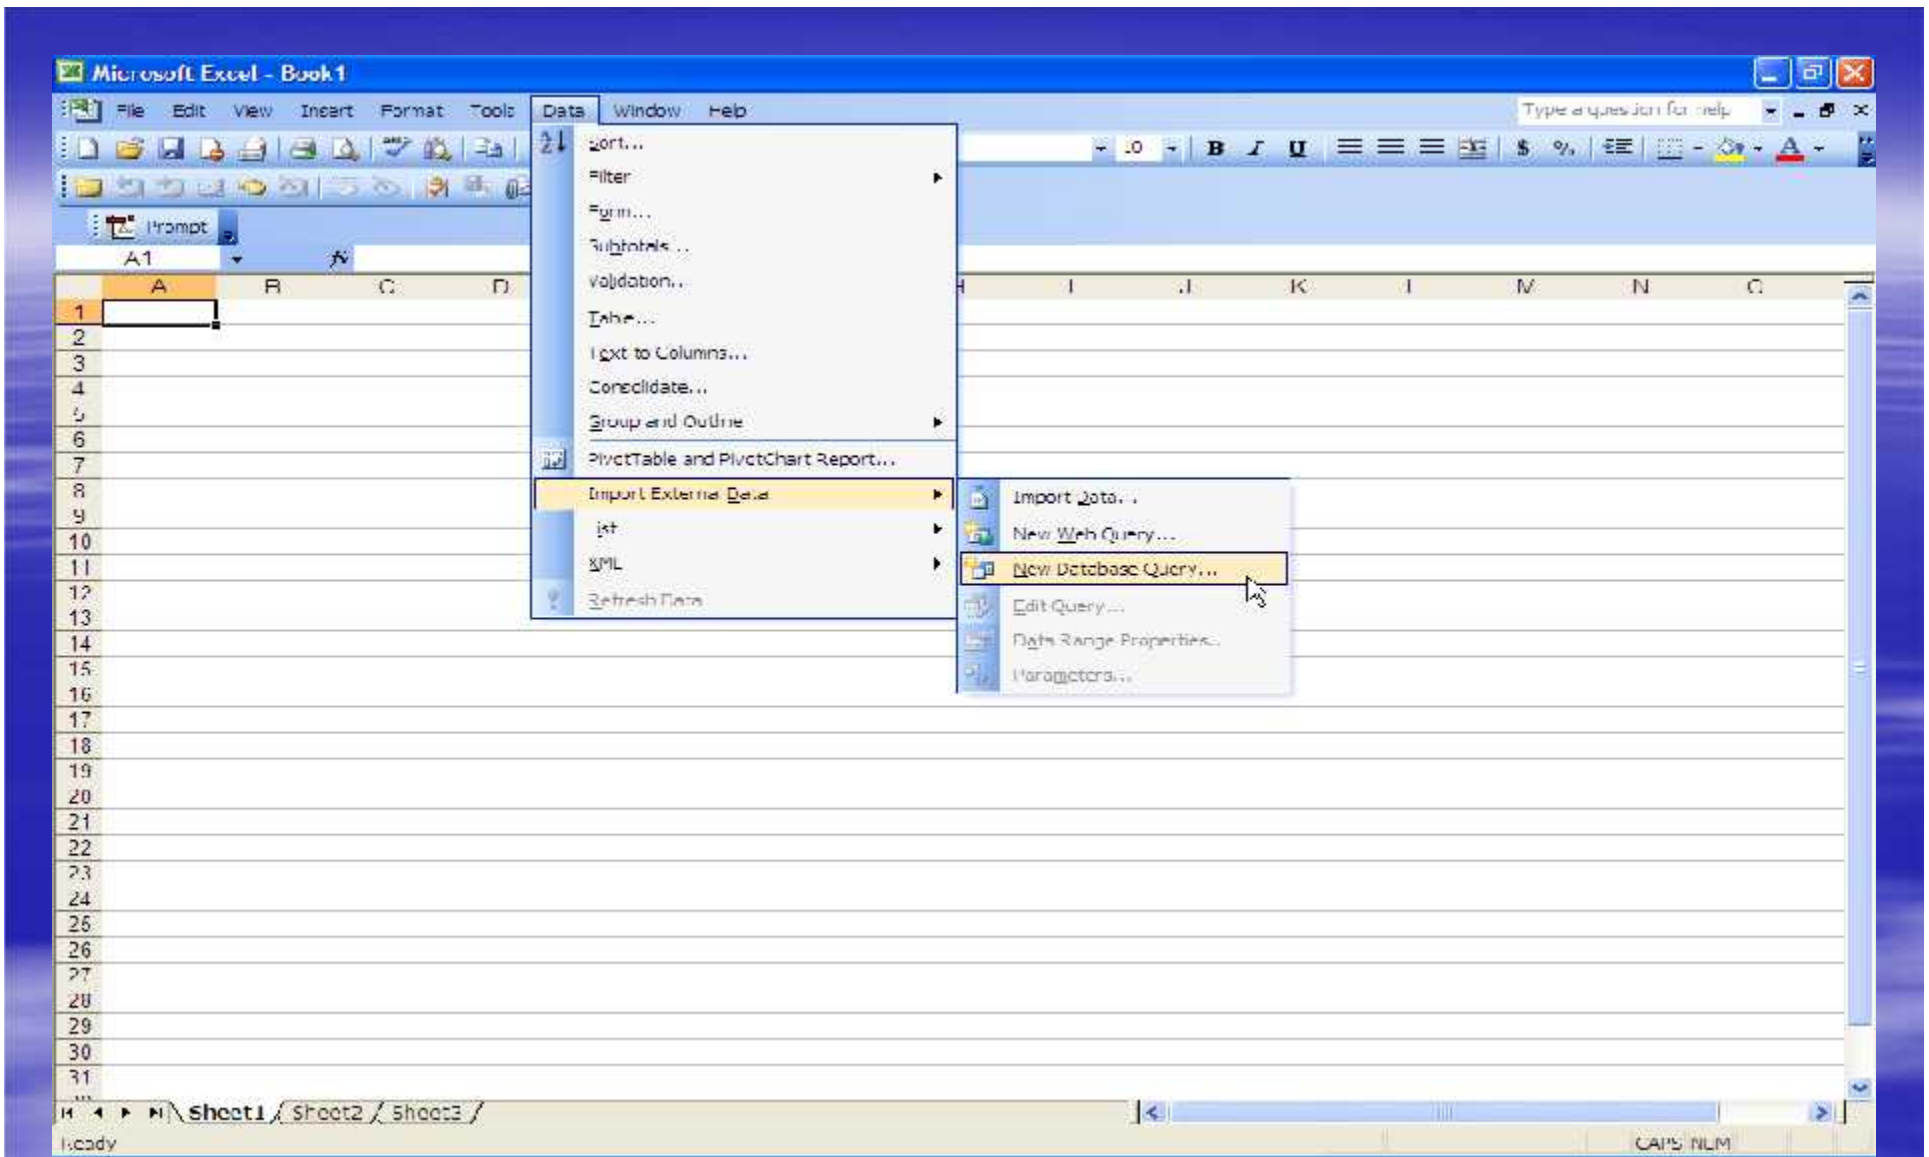 Microsoft Excel - Book1
File Edit View Insert Format Tools Data Window Help
Type a question for help
10 B I U $ %
Prompt
A1 fx
A B C D H I J K L M N O
Sort...
Filter
Form...
Subtotals...
Validation...
Table...
Text to Columns...
Consolidate...
Group and Outline
PivotTable and PivotChart Report...
Import External Data
List
XML
Refresh Data
Import Data...
New Web Query...
New Database Query...
Edit Query...
Data Range Properties...
Parameters...
1
2
3
4
5
6
7
8
9
10
11
12
13
14
15
16
17
18
19
20
21
22
23
24
25
26
27
28
29
30
31
Sheet1 / Sheet2 / Sheet3 /
Ready
CAPS NUM